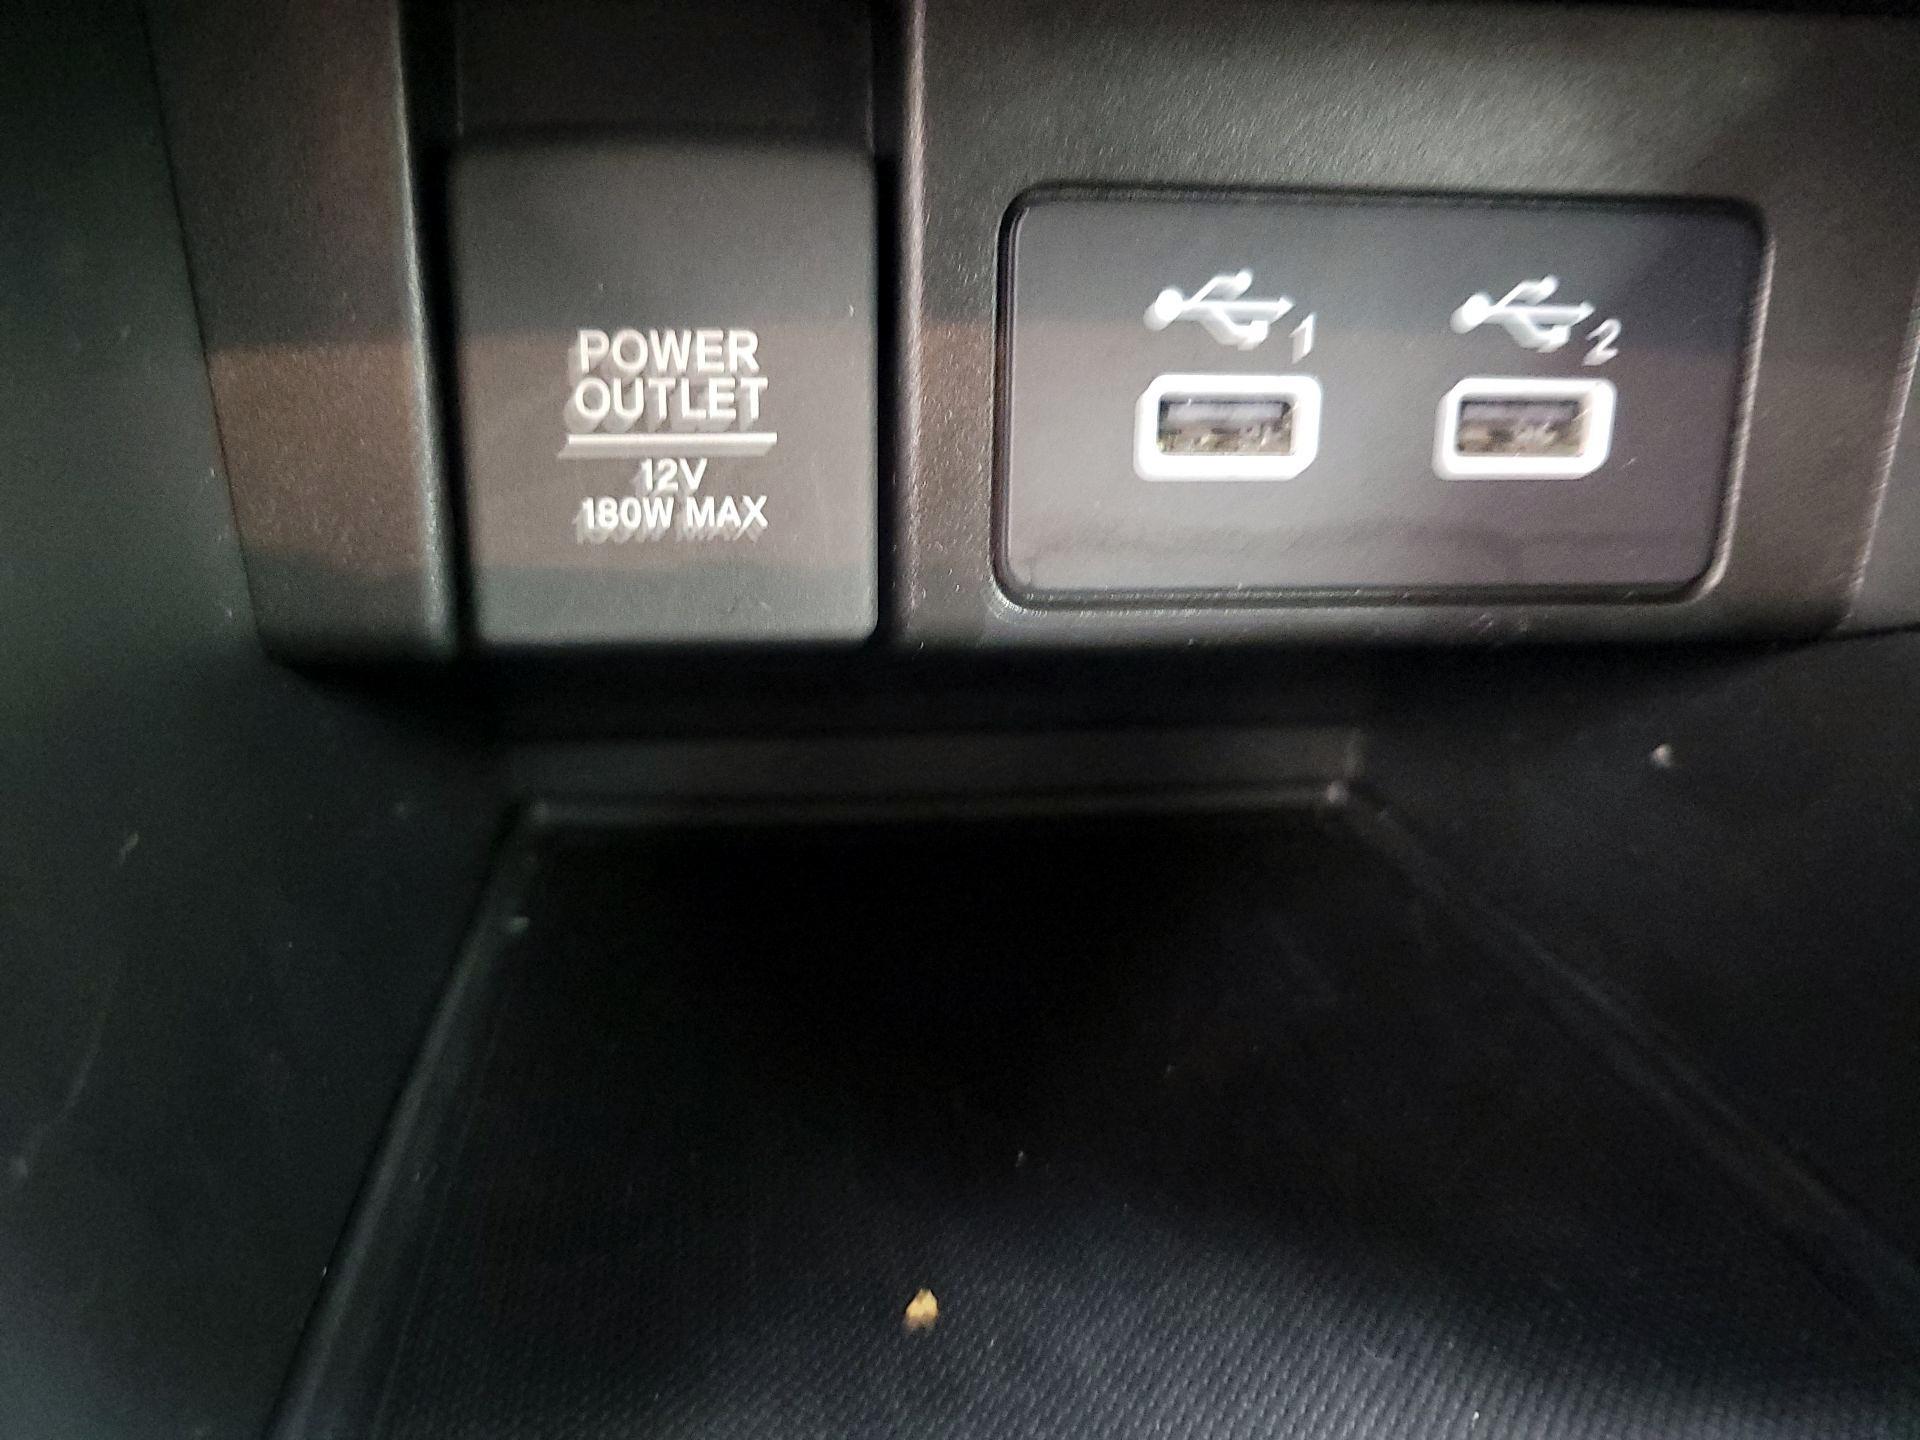 POWER
OUTLET
12V
180W MAX
1
2